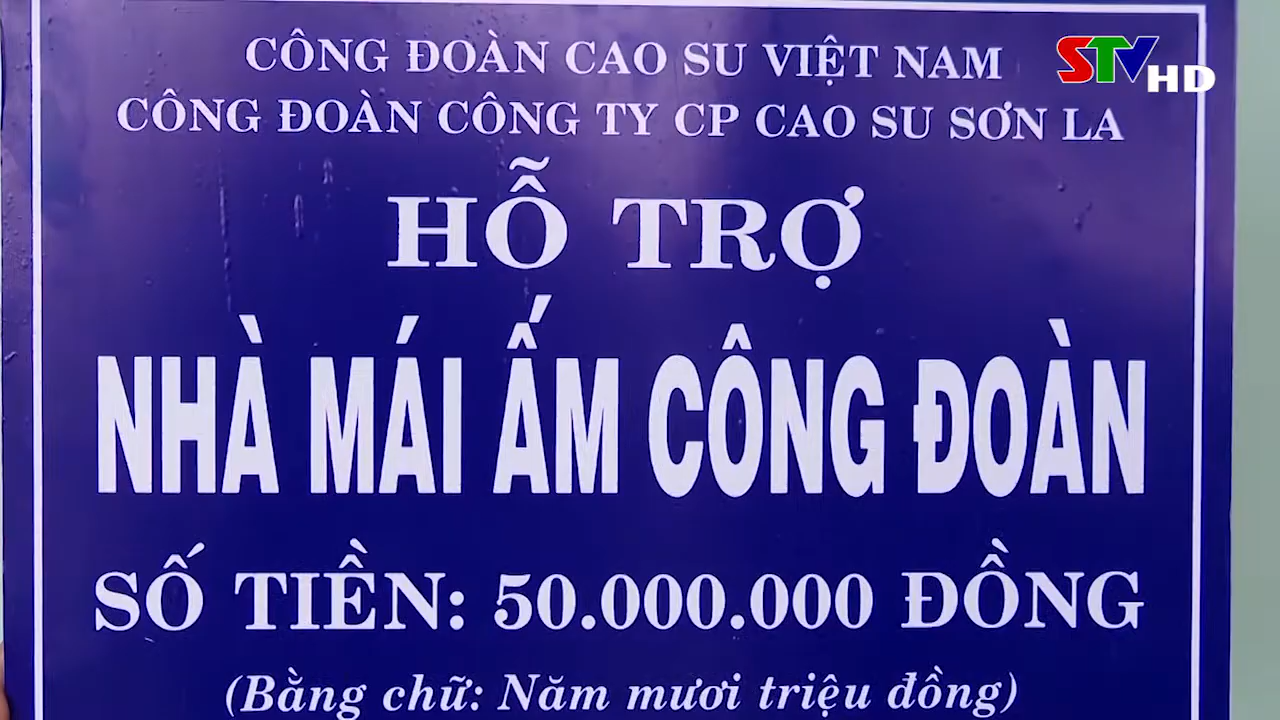 CÔNG ĐOÀN CAO SU VIỆT NAM
STV HD
CÔNG ĐOÀN CÔNG TY CP CAO SU SƠN LA
HỖ TRỢ
NHÀ MÁI ẤM CÔNG ĐOÀN
SỐ TIỀN: 50.000.000 ĐỒNG
(Bằng chữ: Năm mươi triệu đồng)